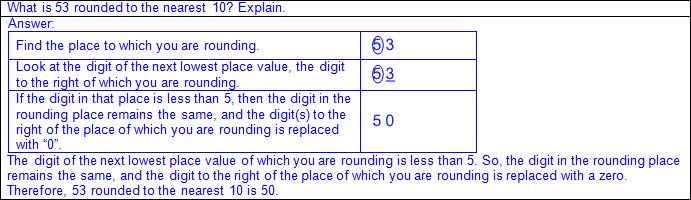 What is 53 rounded to the nearest 10? Explain.
Answer:
Find the place to which you are rounding.
53
Look at the digit of the next lowest place value, the digit
to the right of which you are rounding.
53
If the digit in that place is less than 5, then the digit in the
rounding place remains the same, and the digit(s) to the
right of the place of which you are rounding is replaced
with “0”.
5 0
The digit of the next lowest place value of which you are rounding is less than 5. So, the digit in the rounding place
remains the same, and the digit to the right of the place of which you are rounding is replaced with a zero.
Therefore, 53 rounded to the nearest 10 is 50.